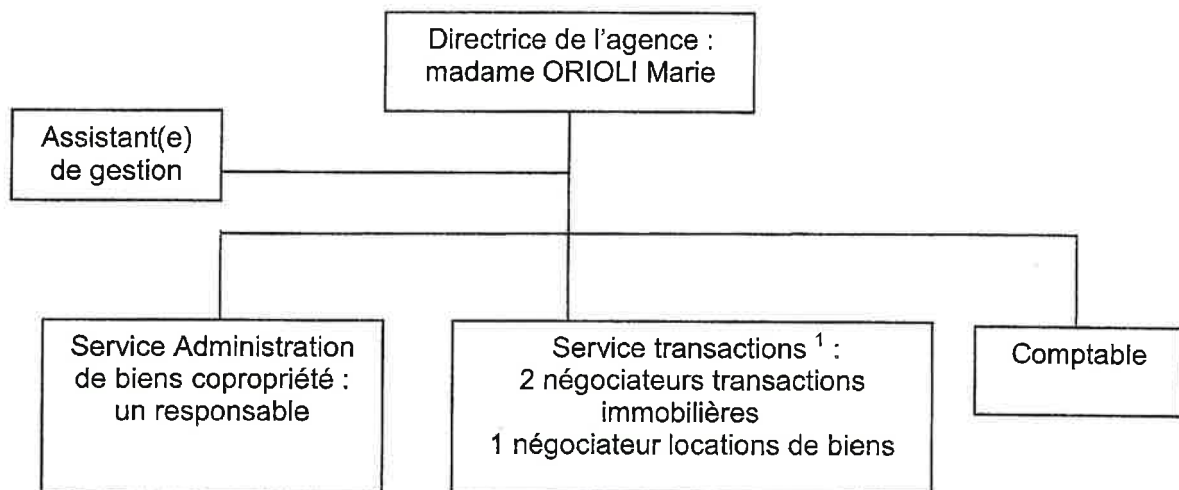 Directrice de l'agence :
madame ORIOLI Marie
Assistant(e)
de gestion
Service Administration
de biens copropriété :
un responsable
Service transactions ¹ :
2 négociateurs transactions
immobilières
1 négociateur locations de biens
Comptable